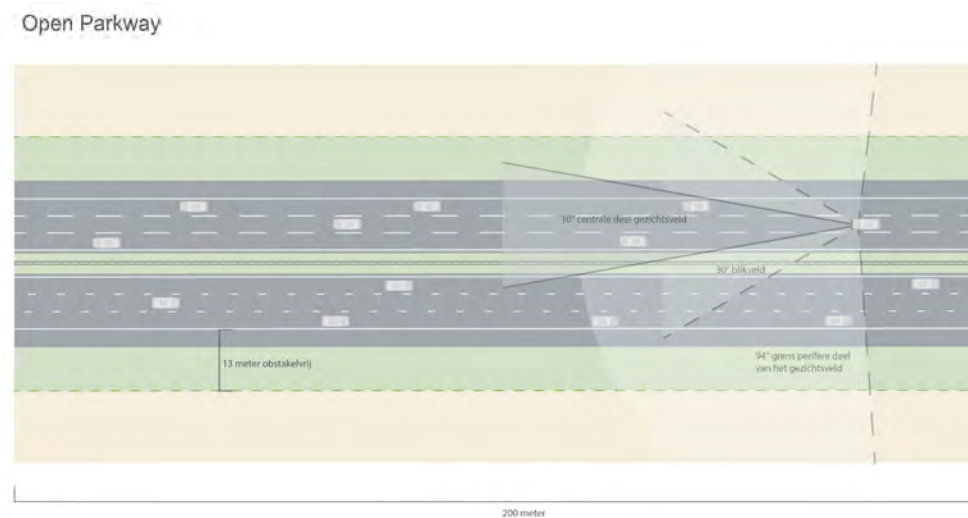 Open Parkway
10° centrale deel gezichtsveld
30° blikveld
13 meter obstakelvrij
94° grens perifere deel
van het gezichtsveld
200 meter